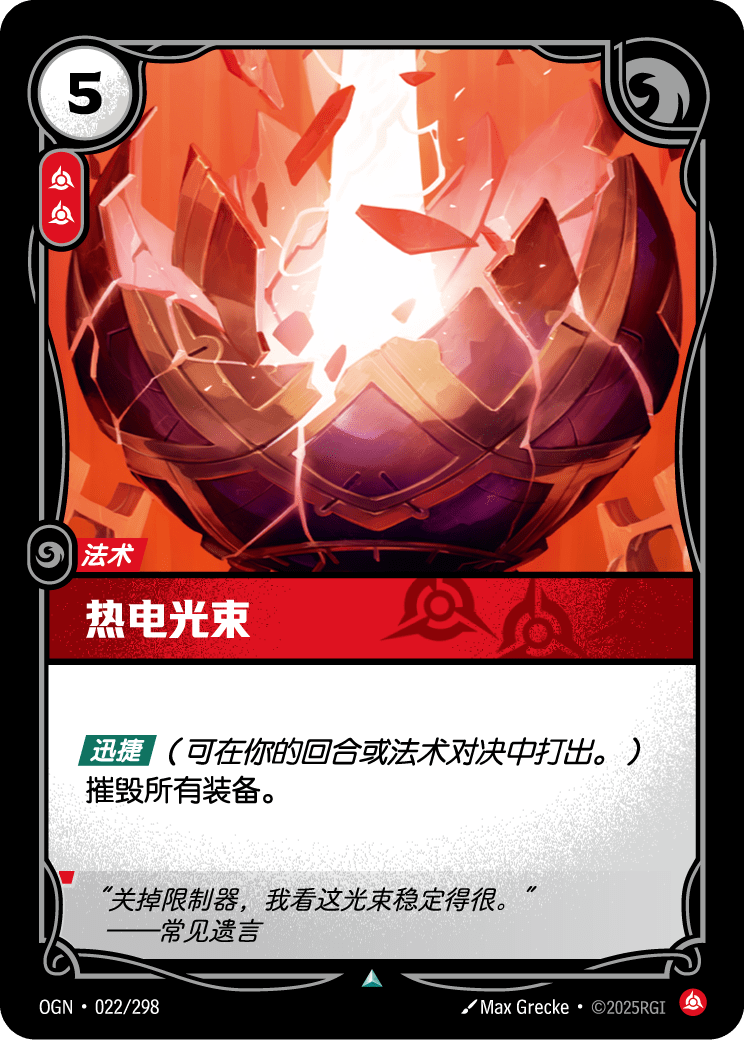 5
法术
热电光束
迅捷（可在你的回合或法术对决中打出。）
摧毁所有装备。
“关掉限制器，我看这光束稳定得很。”
——常见遗言
OGN • 022/298
Max Grecke • ©2025RGI